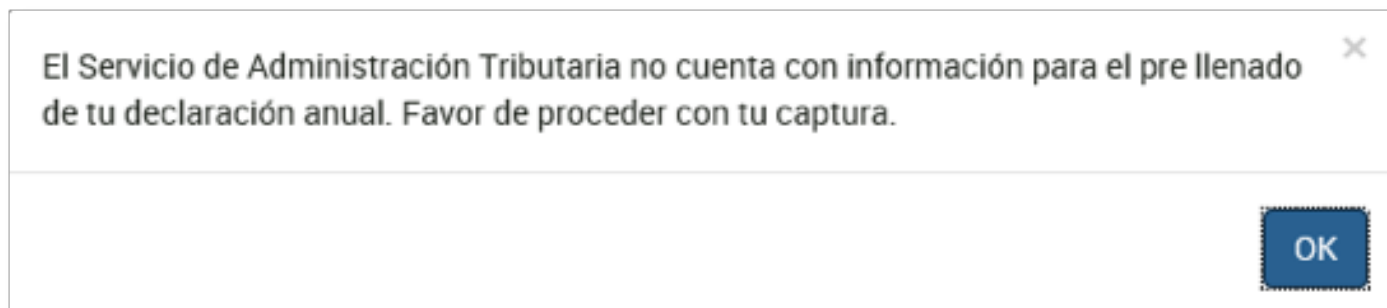 El Servicio de Administración Tributaria no cuenta con información para el pre llenado
de tu declaración anual. Favor de proceder con tu captura.
×
OK